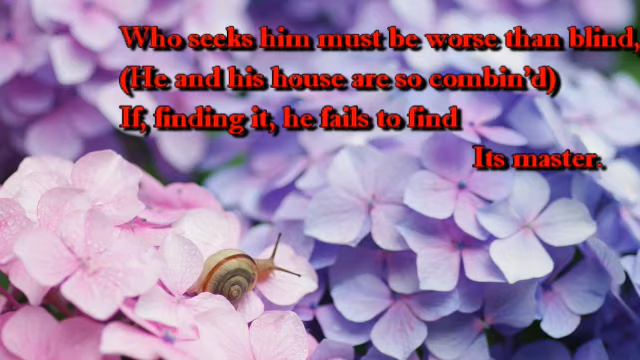 Who seeks him must be worse than blind,
(He and his house are so combin'd)
If, finding it, he fails to find
Its master.